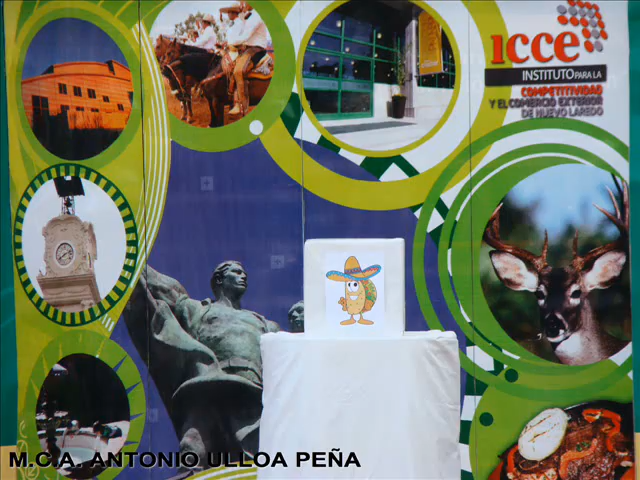 icce
INSTITUTO PARA LA
COMPETITIVIDAD
Y EL COMERCIO EXTERIOR
DE NUEVO LAREDO
M.C.A. ANTONIO ULLOA PEÑA